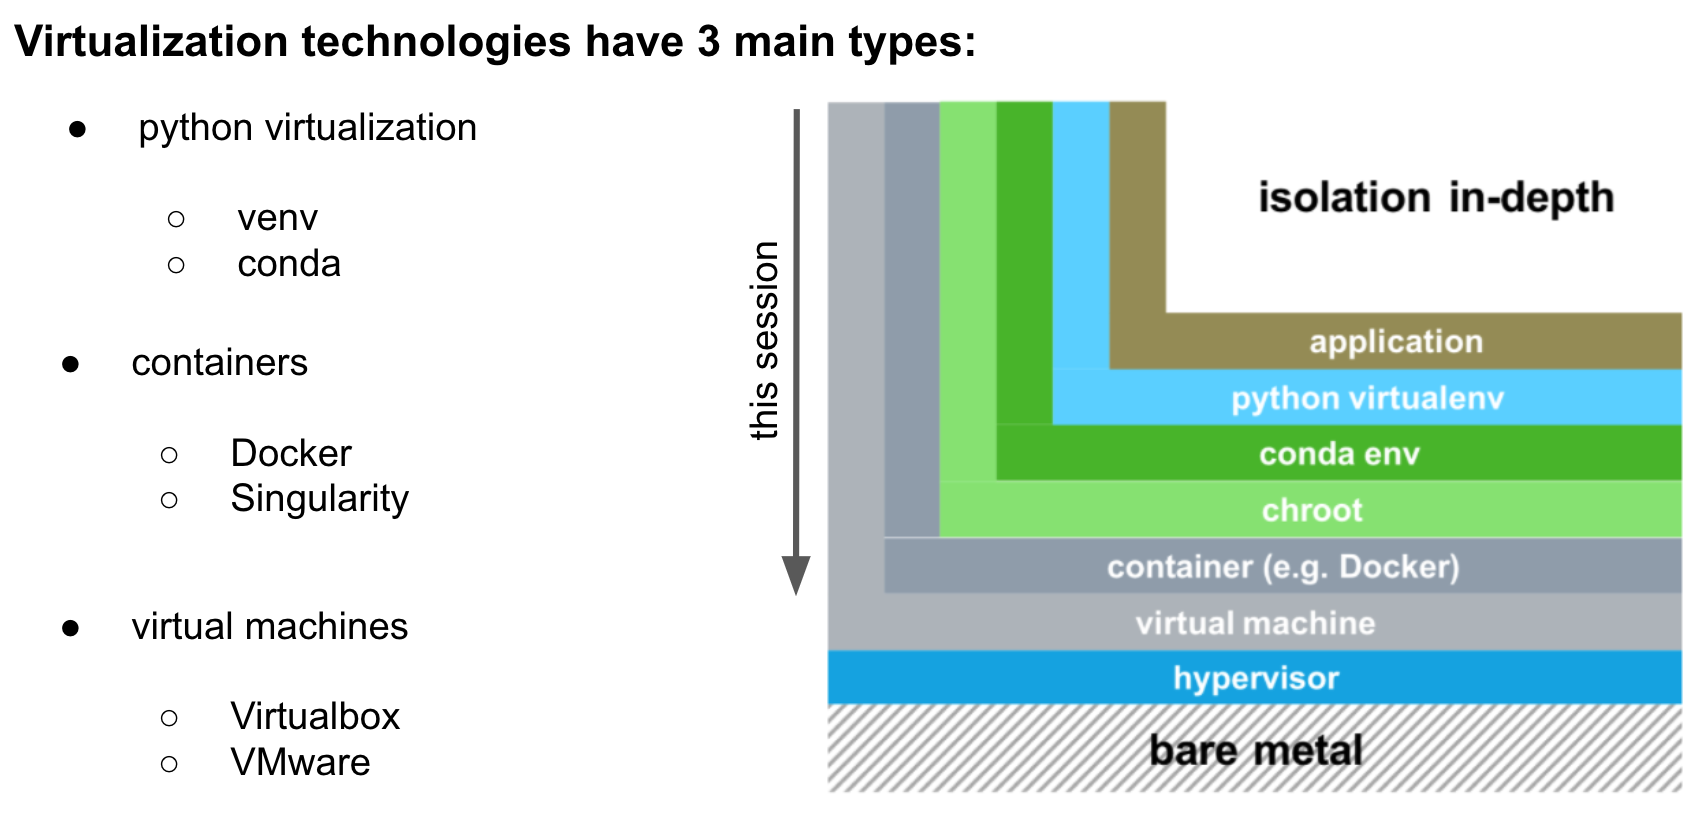 Virtualization technologies have 3 main types:
● python virtualization
○ venv
○ conda
● containers
○ Docker
○ Singularity
● virtual machines
○ Virtualbox
○ VMware
this session
isolation in-depth
application
python virtualenv
conda env
chroot
container (e.g. Docker)
virtual machine
hypervisor
bare metal